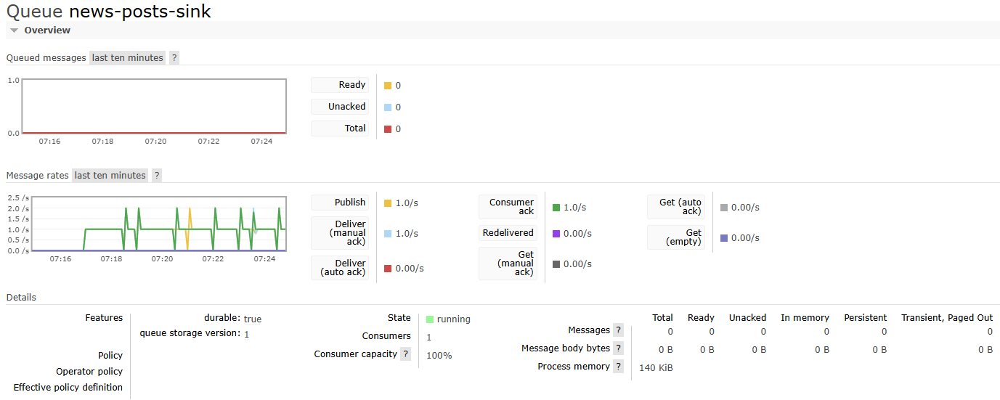 Queue news-posts-sink
Overview
Queued messages last ten minutes ?
1.0
0.0
07:16 07:18 07:20 07:22 07:24
Ready 0
Unacked 0
Total 0
Message rates last ten minutes ?
2.5 /s
2.0 /s
1.5 /s
1.0 /s
0.5 /s
0.0 /s
07:16 07:18 07:20 07:22 07:24
Publish 1.0/s
Deliver
(manual 1.0/s
ack)
Deliver
(auto ack) 0.00/s
Consumer
ack 1.0/s
Redelivered 0.00/s
Get
(manual 0.00/s
ack)
Get (auto
ack) 0.00/s
Get
(empty) 0.00/s
Details
Features durable: true
queue storage version: 1
Policy
Operator policy
Effective policy definition
State running
Consumers 1
Consumer capacity ? 100%
Total Ready Unacked In memory Persistent Transient, Paged Out
Messages ? 0 0 0 0 0 0
Message body bytes ? 0 B 0 B 0 B 0 B 0 B 0 B
Process memory ? 140 KiB